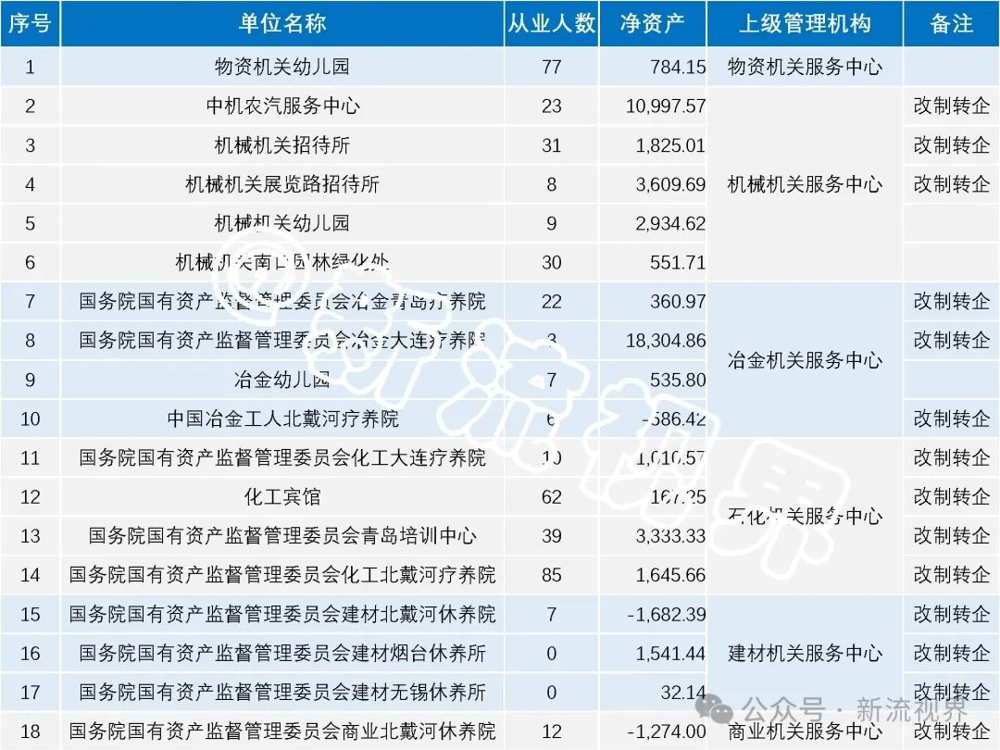 序号 单位名称 从业人数 净资产 上级管理机构 备注
1 物资机关幼儿园 77 784.15 物资机关服务中心
2 中机农汽服务中心 23 10,997.57 改制转企
3 机械机关招待所 31 1,825.01 改制转企
4 机械机关展览路招待所 8 3,609.69 机械机关服务中心 改制转企
5 机械机关幼儿园 9 2,934.62
6 机械机关南口园林绿化处 30 551.71
7 国务院国有资产监督管理委员会冶金青岛疗养院 22 360.97 改制转企
8 国务院国有资产监督管理委员会冶金大连疗养院 18,304.86 改制转企
冶金机关服务中心
9 冶金幼儿园 7 535.80
10 中国冶金工人北戴河疗养院 6 改制转企
11 国务院国有资产监督管理委员会化工大连疗养院 10 1,010.57 改制转企
12 化工宾馆 62 167.25 改制转企
石化机关服务中心
13 国务院国有资产监督管理委员会青岛培训中心 39 3,333.33 改制转企
14 国务院国有资产监督管理委员会化工北戴河疗养院 85 1,645.66 改制转企
15 国务院国有资产监督管理委员会建材北戴河休养院 7 -1,682.39 改制转企
16 国务院国有资产监督管理委员会建材烟台休养所 0 1,541.44 建材机关服务中心 改制转企
17 国务院国有资产监督管理委员会建材无锡休养所 0 32.14 改制转企
18 国务院国有资产监督管理委员会商业北戴河休养院 12 -1,274.00 商业机关服务中心 改制转企
@新流视界
公众号·新流视界